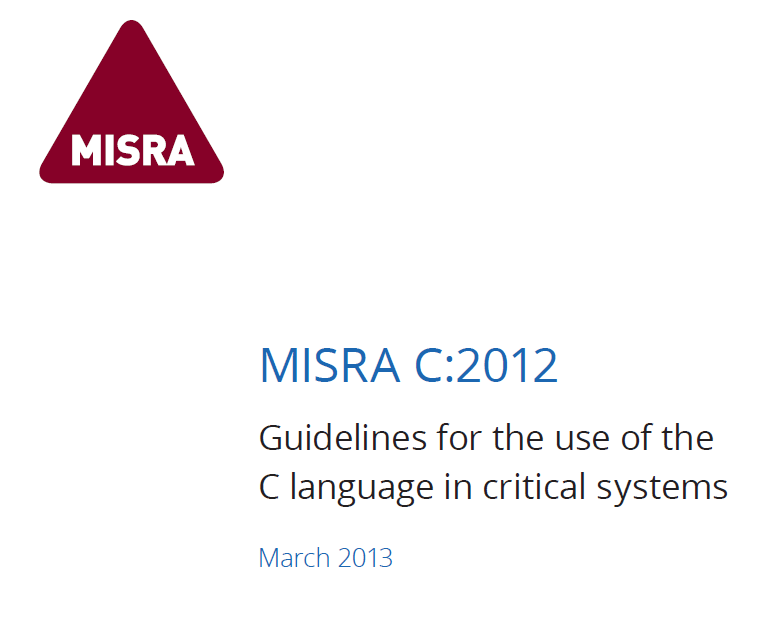 MISRA
MISRA C:2012
Guidelines for the use of the
C language in critical systems
March 2013